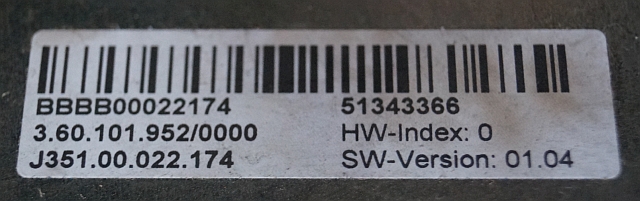 BBBB00022174 51343366
3.60.101.952/0000 HW-Index: 0
J351.00.022.174 SW-Version: 01.04